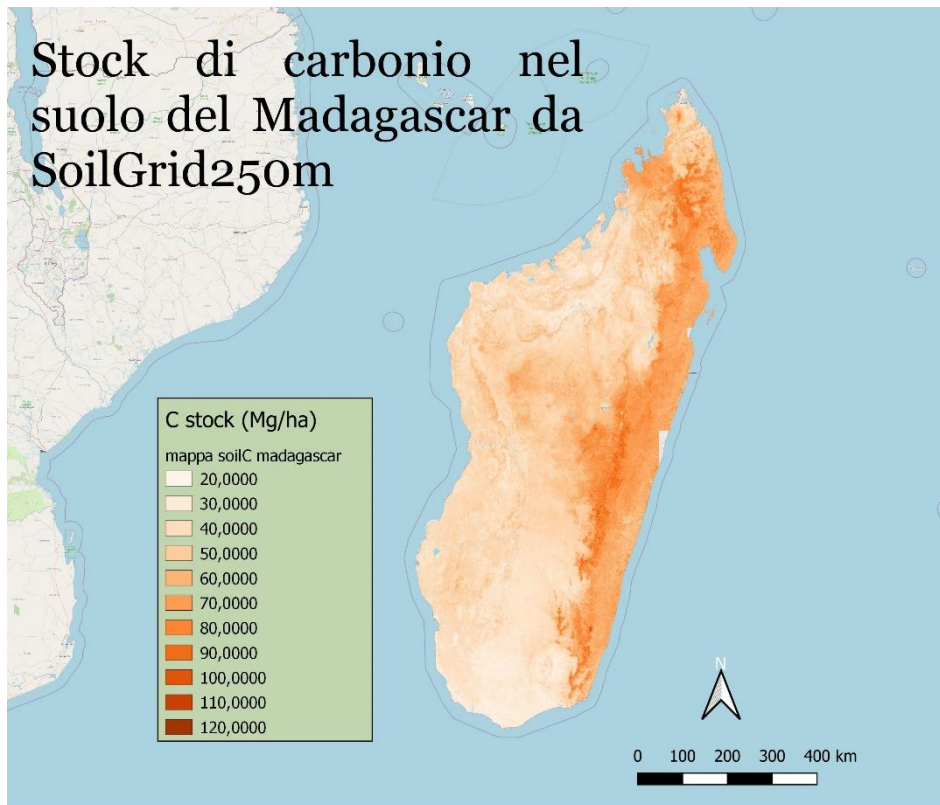 Stock di carbonio nel
suolo del Madagascar da
SoilGrid250m
C stock (Mg/ha)
mappa soilC madagascar
20,0000
30,0000
40,0000
50,0000
60,0000
70,0000
80,0000
90,0000
100,0000
110,0000
120,0000
N
0 100 200 300 400 km